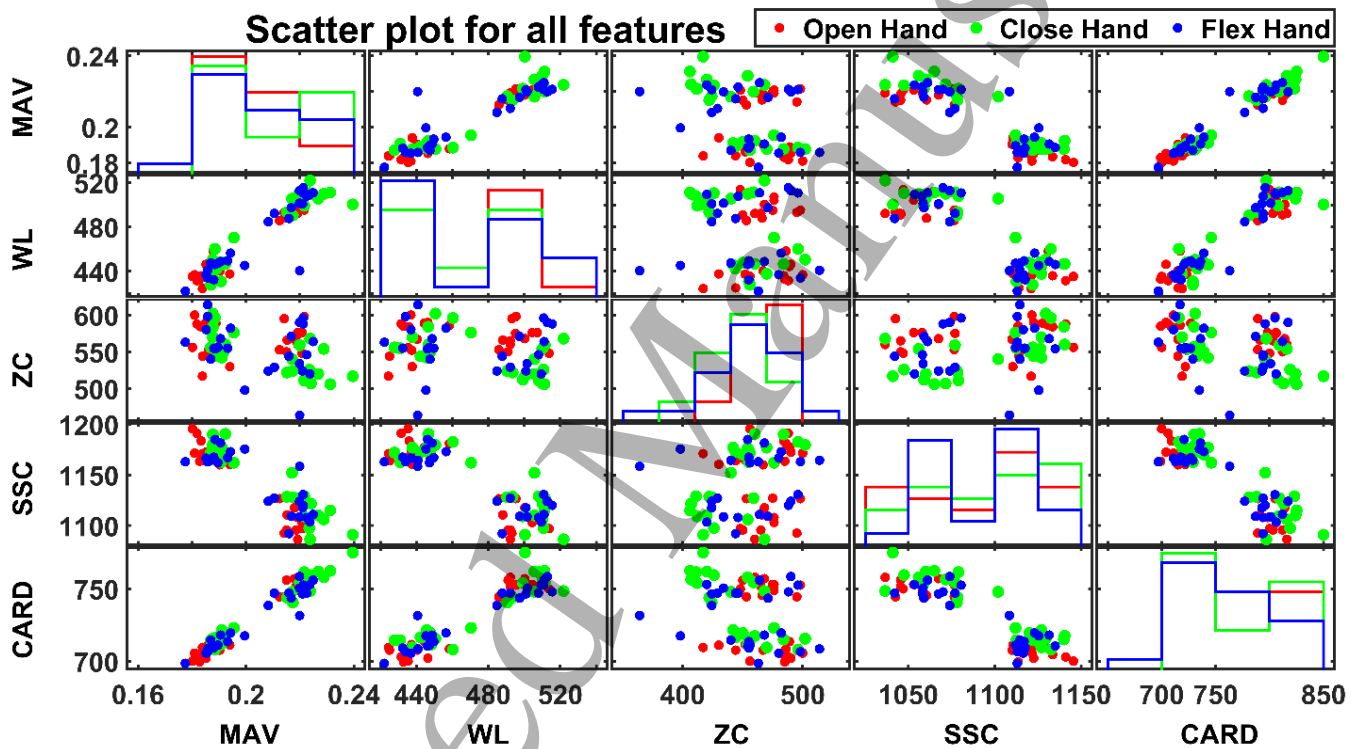 Scatter plot for all features
Open Hand Close Hand Flex Hand
MAV
0.24
0.2
0.18
WL
520
480
440
ZC
600
550
500
SSC
1200
1150
1100
CARD
750
700
0.16 0.2 0.24 440 480 520 400 500 1050 1100 1150 700 750 850
MAV WL ZC SSC CARD
ed Manus